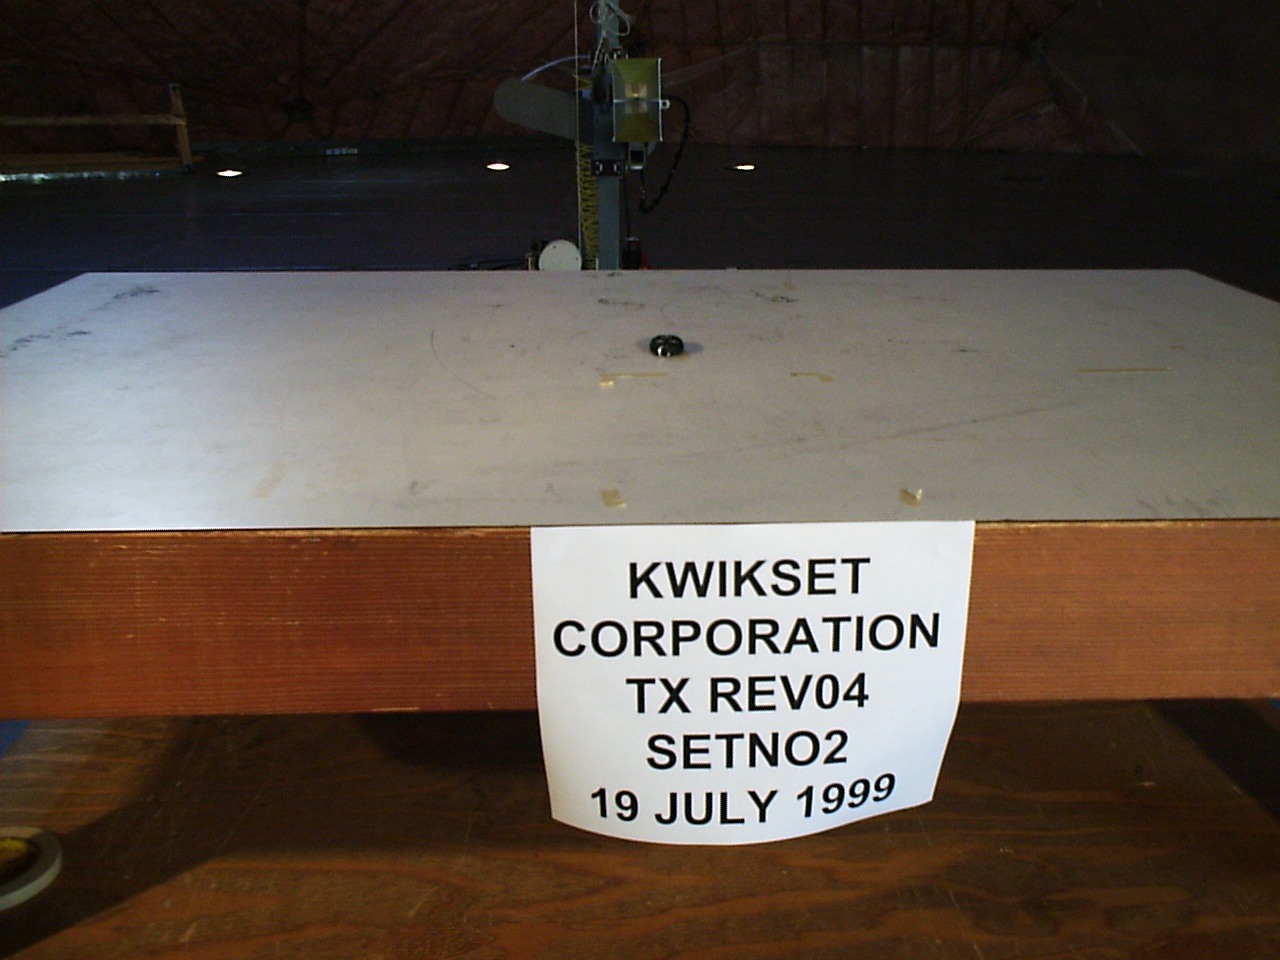 KWIKSET
CORPORATION
TX REV04
SETNO2
19 JULY 1999